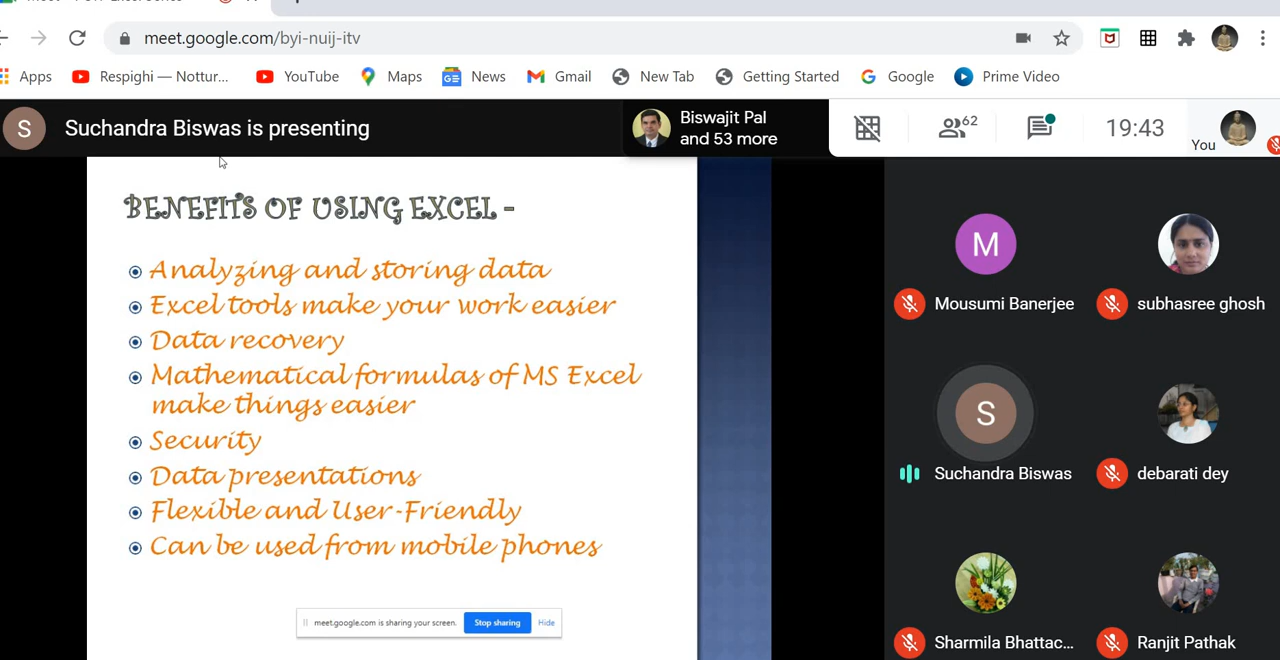 meet.google.com/byi-nuij-itv
Apps Respighi — Nottur... YouTube Maps News Gmail New Tab Getting Started Google Prime Video
S Suchandra Biswas is presenting
Biswajit Pal
and 53 more
62
19:43
You
BENEFITS OF USING EXCEL -
Analyzing and storing data
Excel tools make your work easier
Data recovery
Mathematical formulas of MS Excel
make things easier
Security
Data presentations
Flexible and User-Friendly
Can be used from mobile phones
meet.google.com is sharing your screen. Stop sharing Hide
M
Mousumi Banerjee subhasree ghosh
S
Suchandra Biswas debarati dey
Sharmila Bhattac... Ranjit Pathak